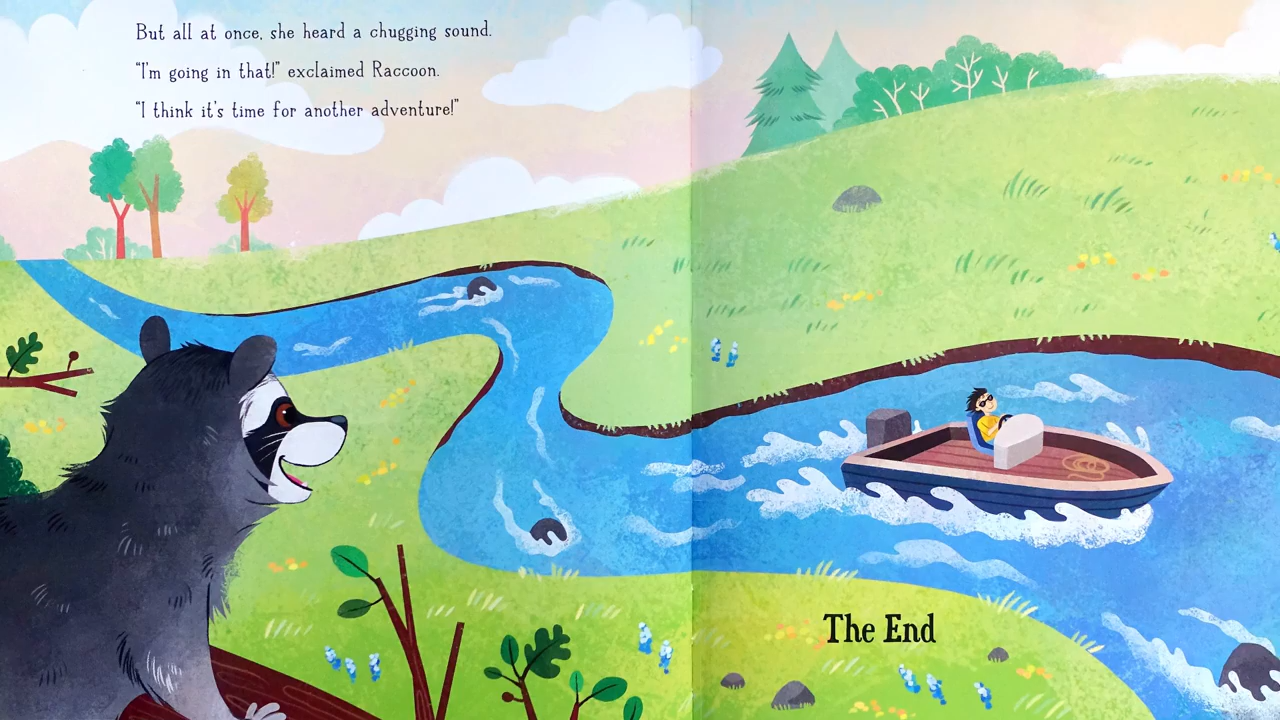 But all at once, she heard a chugging sound.
"I'm going in that!" exclaimed Raccoon.
"I think it's time for another adventure!"
The End